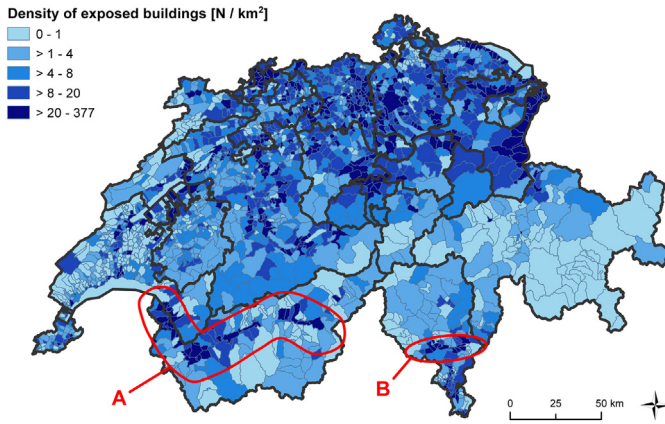 Density of exposed buildings [N / km²]
0 - 1
> 1 - 4
> 4 - 8
> 8 - 20
> 20 - 377
A
B
0 25 50 km